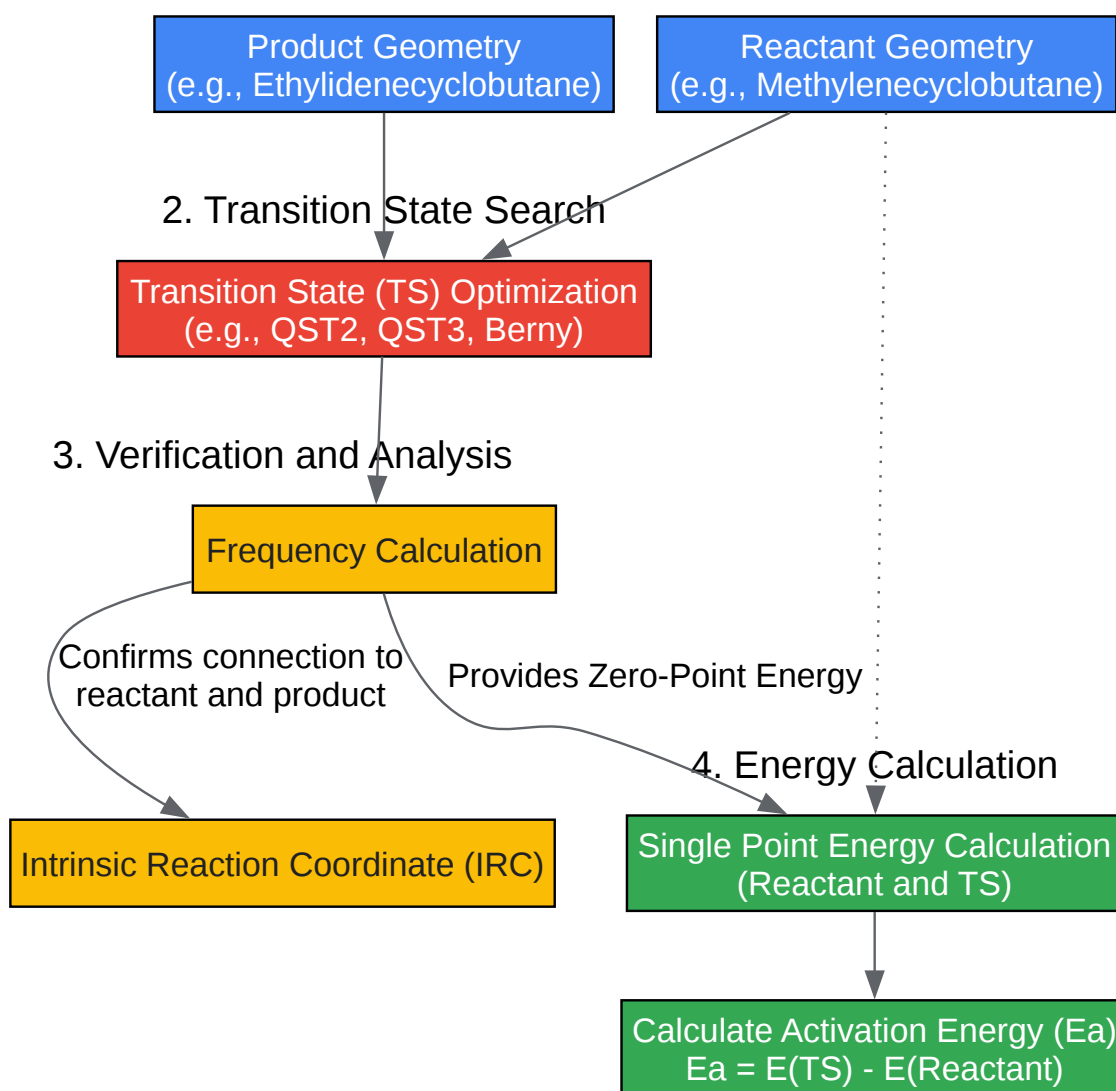 Product Geometry
(e.g., Ethylidenecyclobutane)
Reactant Geometry
(e.g., Methylenecyclobutane)
2. Transition State Search
Transition State (TS) Optimization
(e.g., QST2, QST3, Berny)
3. Verification and Analysis
Frequency Calculation
Confirms connection to
reactant and product
Provides Zero-Point Energy
4. Energy Calculation
Intrinsic Reaction Coordinate (IRC)
Single Point Energy Calculation
(Reactant and TS)
Calculate Activation Energy (Ea)
Ea = E(TS) - E(Reactant)